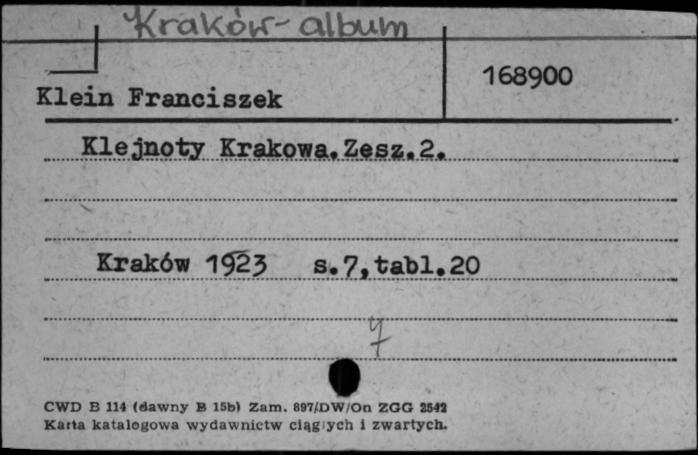 Kraków-album
168900
Klein Franciszek
Klejnoty Krakowa.Zesz.2.
Kraków 1923 s.7,tabl.20
CWD B 114 (dawny B 15b) Zam. 897/DW/On ZGG 2542
Karta katalogowa wydawnictw ciągłych i zwartych.